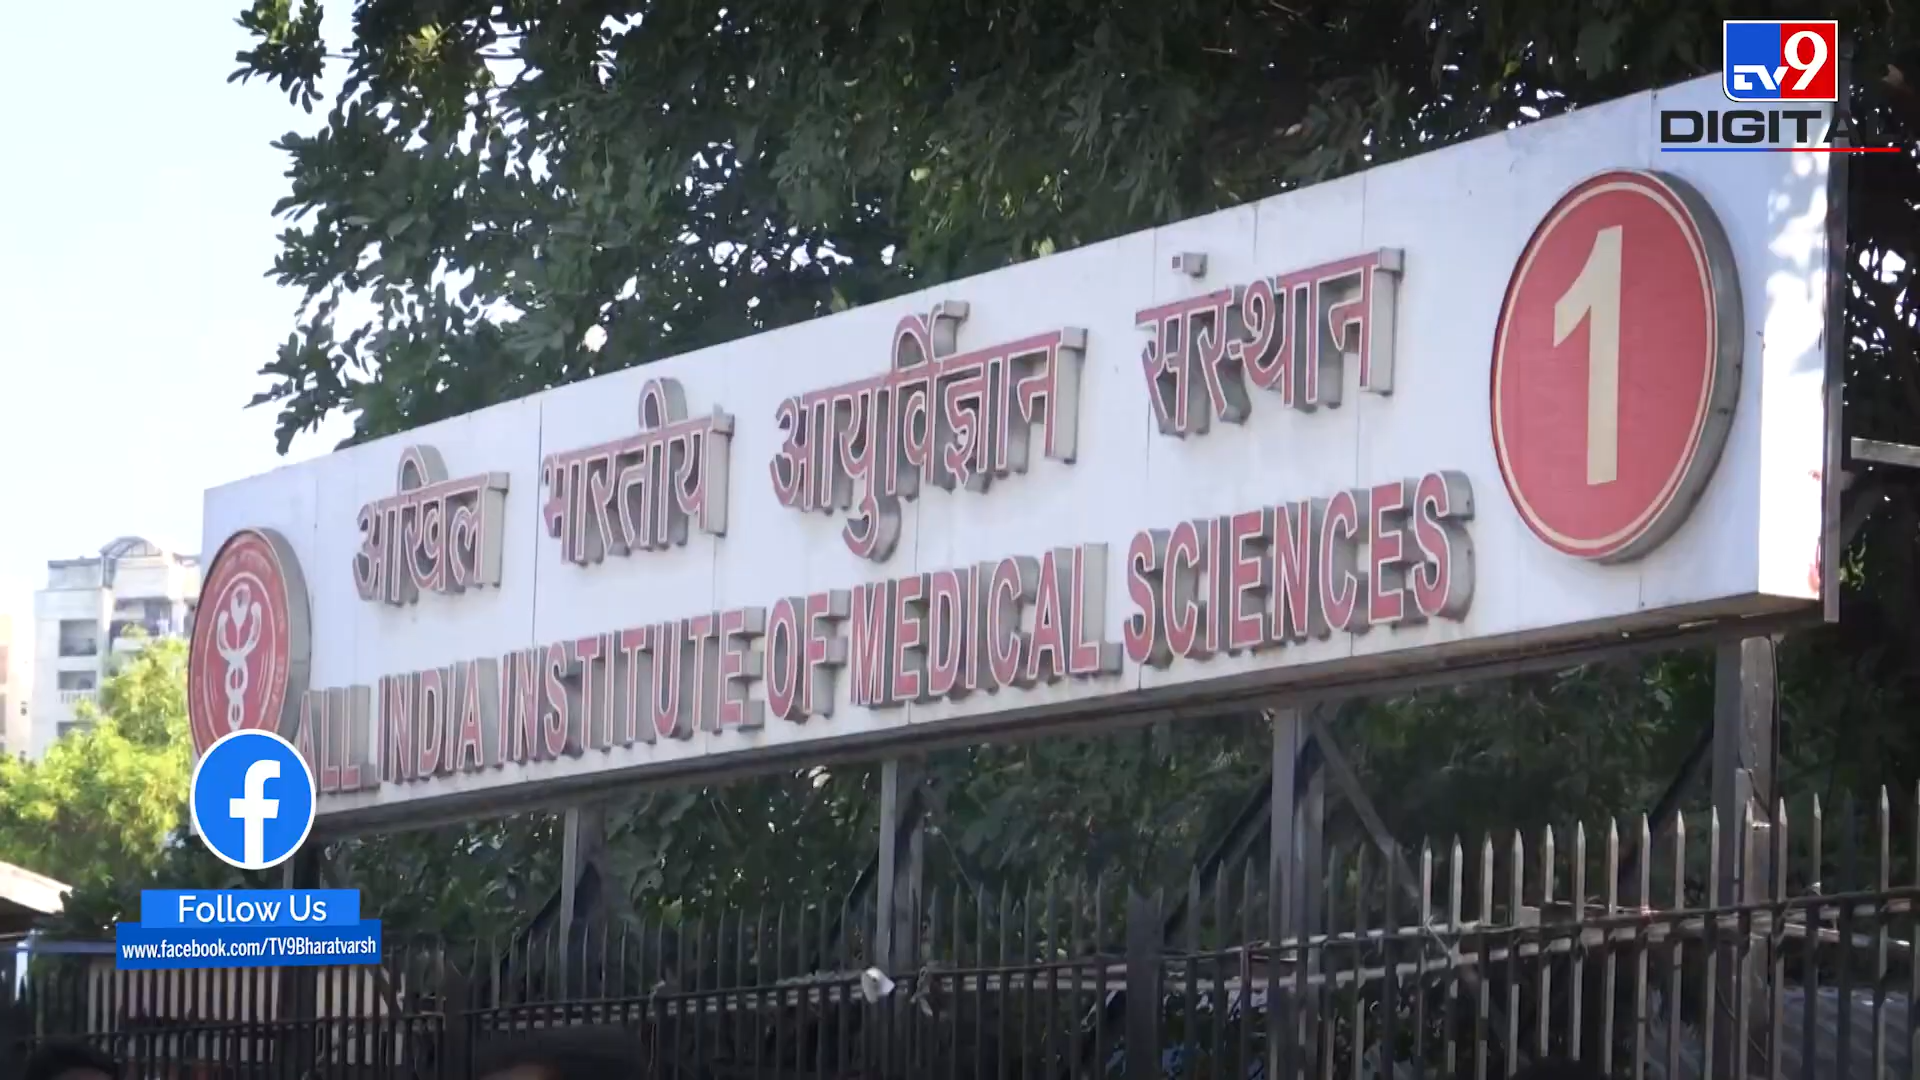 TV9
DIGITAL
अखिल भारतीय आयुर्विज्ञान संस्थान
1
ALL INDIA INSTITUTE OF MEDICAL SCIENCES
Follow Us
www.facebook.com/TV9Bharatvarsh